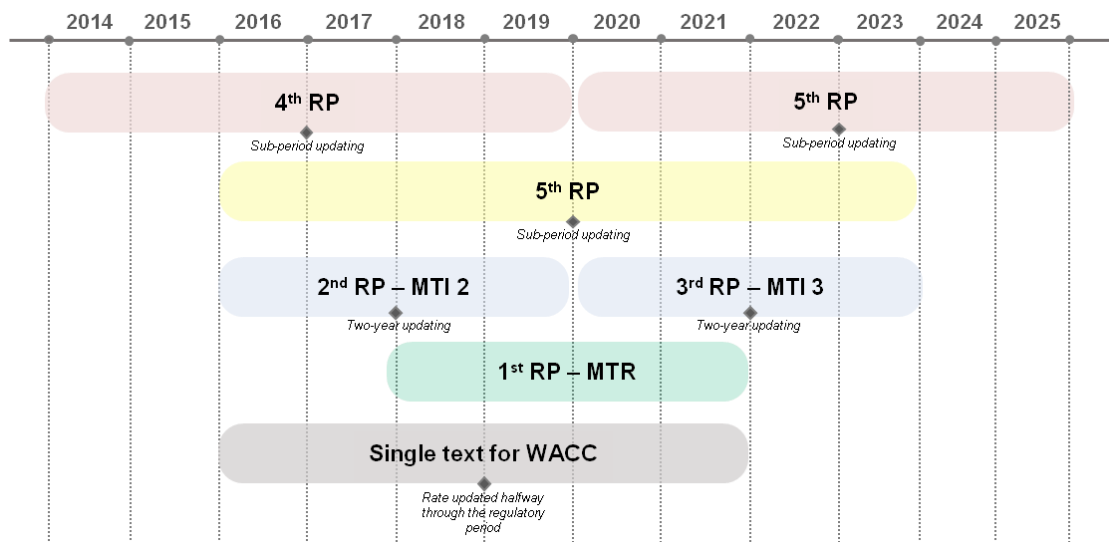 2014 2015 2016 2017 2018 2019 2020 2021 2022 2023 2024 2025
4th RP
5th RP
Sub-period updating
Sub-period updating
5th RP
Sub-period updating
2nd RP – MTI 2
3rd RP – MTI 3
Two-year updating
Two-year updating
1st RP – MTR
Single text for WACC
Rate updated halfway
through the regulatory
period